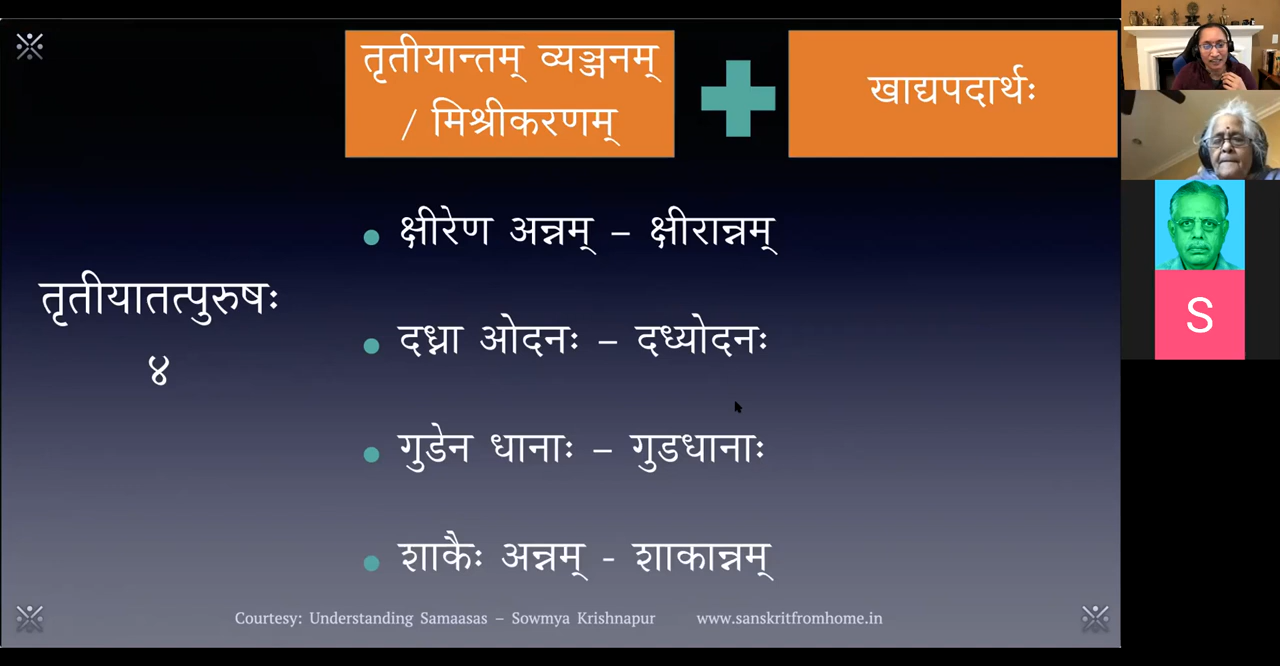 तृतीयान्तम् व्यञ्जनम्
/ मिश्रीकरणम्
खाद्यपदार्थः
क्षीरेण अन्नम् – क्षीरान्नम्
तृतीयातत्पुरुषः
४
दध्ना ओदनः – दध्योदनः
गुडेन धानाः – गुडधानाः
शाकैः अन्नम् - शाकान्नम्
Courtesy: Understanding Samaasas – Sowmya Krishnapur www.sanskritfromhome.in
S